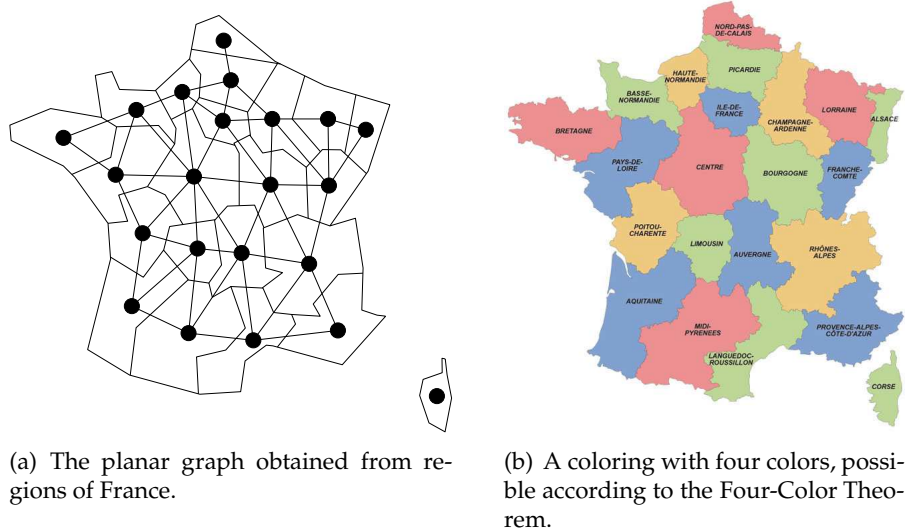 NORD-PAS-
DE-CALAIS
PICARDIE
HAUTE-
NORMANDIE
BASSE-
NORMANDIE
ILE-DE-
FRANCE
CHAMPAGNE-
ARDENNE
LORRAINE
ALSACE
BRETAGNE
PAYS-DE-
LOIRE
CENTRE
BOURGOGNE
FRANCHE-
COMTE
POITOU-
CHARENTE
LIMOUSIN
AUVERGNE
RHÔNES-
ALPES
AQUITAINE
MIDI-
PYRENEES
LANGUEDOC-
ROUSSILLON
PROVENCE-ALPES-
CÔTE-D'AZUR
CORSE
(a) The planar graph obtained from re-
gions of France.
(b) A coloring with four colors, possi-
ble according to the Four-Color Theo-
rem.